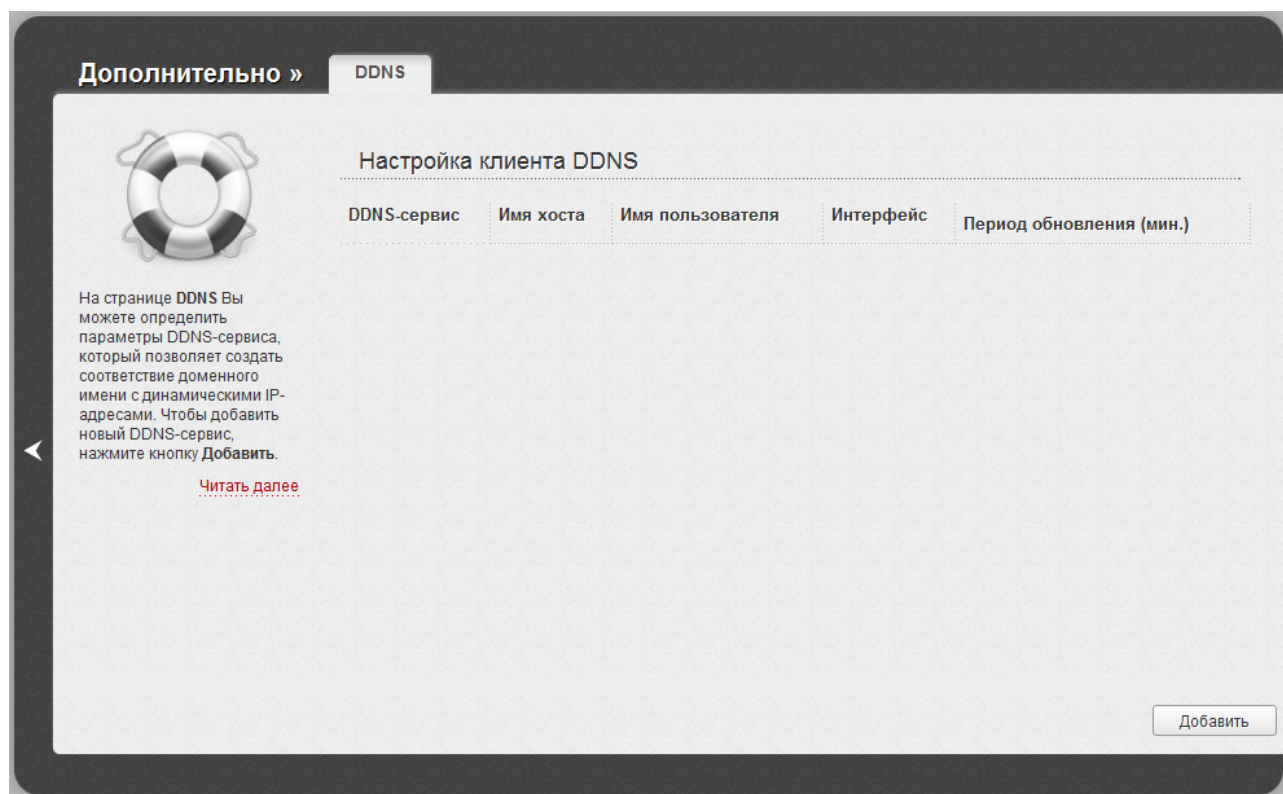 Дополнительно » DDNS
Настройка клиента DDNS
DDNS-сервис Имя хоста Имя пользователя Интерфейс Период обновления (мин.)
На странице DDNS Вы
можете определить
параметры DDNS-сервиса,
который позволяет создать
соответствие доменного
имени с динамическими IP-
адресами. Чтобы добавить
новый DDNS-сервис,
нажмите кнопку Добавить.
Читать далее
Добавить